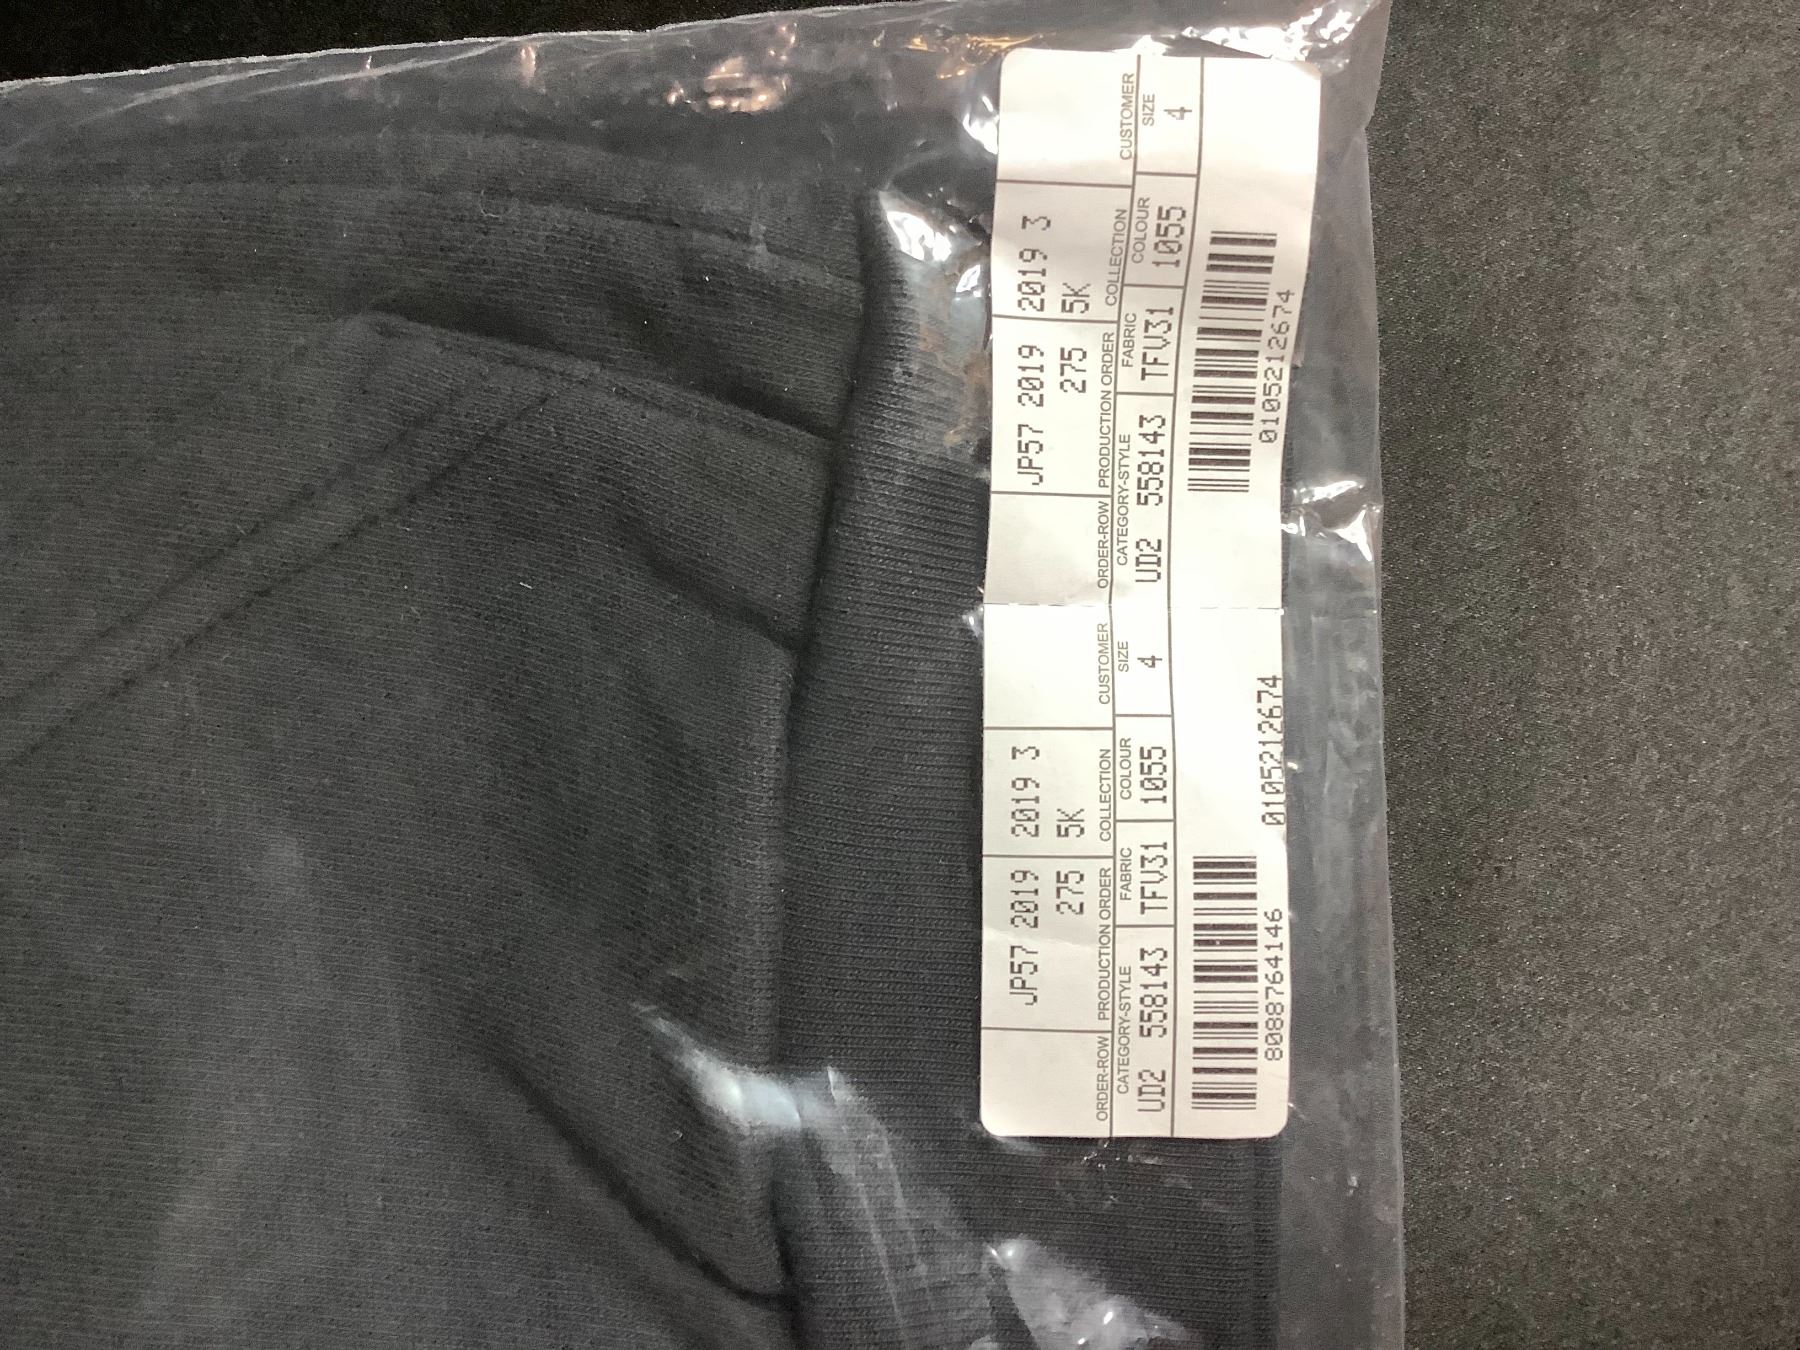 JP57 2019 2019 3
275 5K
ORDER-ROW PRODUCTION ORDER COLLECTION CUSTOMER
CATEGORY-STYLE FABRIC COLOUR SIZE
UD2 558143 TFV31 1055 4
0105212674
JP57 2019 2019 3
275 5K
ORDER-ROW PRODUCTION ORDER COLLECTION CUSTOMER
CATEGORY-STYLE FABRIC COLOUR SIZE
UD2 558143 TFV31 1055 4
8088764146 0105212674